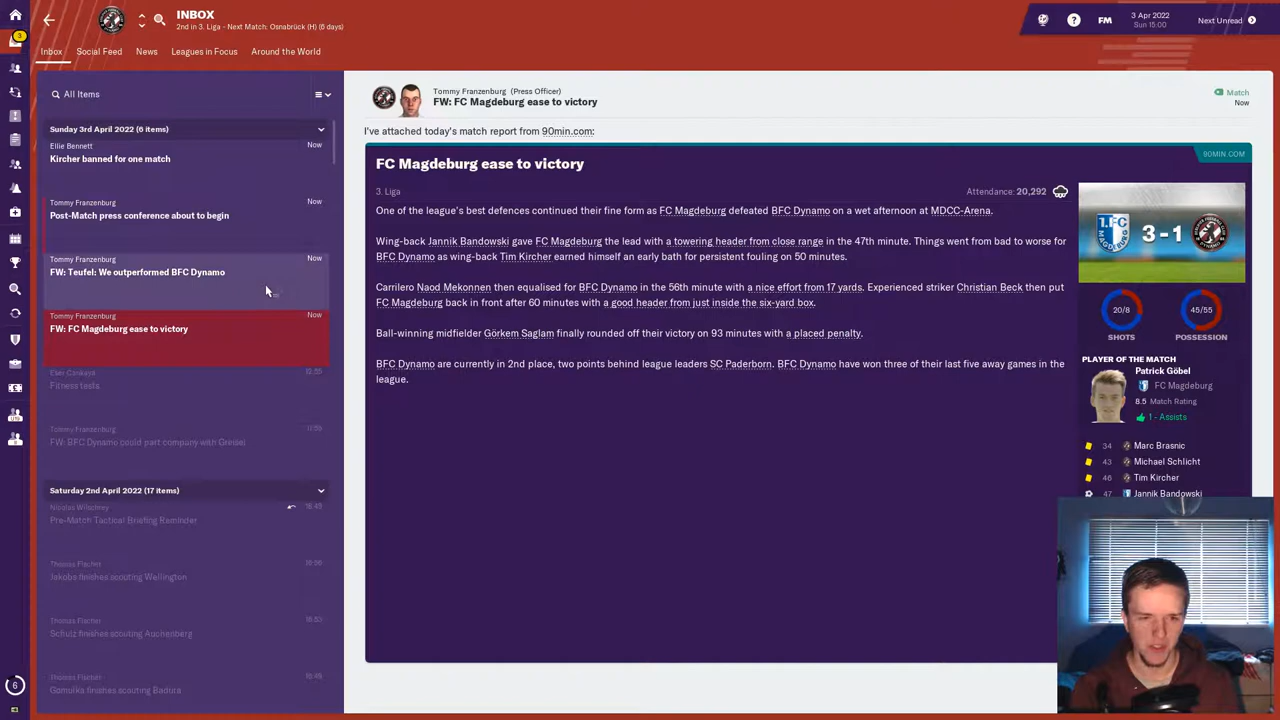 INBOX
2nd in 3. Liga - Next Match: Osnabrück (H) (6 days)
FM
3 Apr 2022
Sun 15:00
Next Unread
3
Inbox
Social Feed
News
Leagues in Focus
Around the World
All Items
Sunday 3rd April 2022 (6 items)
Ellie Bennett
Now
Kircher banned for one match
Tommy Franzenburg
Now
Post-Match press conference about to begin
Tommy Franzenburg
Now
FW: Teufel: We outperformed BFC Dynamo
Tommy Franzenburg
Now
FW: FC Magdeburg ease to victory
Fitness tests
Tommy Franzenburg
FW: BFC Dynamo could part company with Greisel
Saturday 2nd April 2022 (17 items)
Pre-Match Tactical Briefing Reminder
Thomas Fischer
Jakobs finishes scouting Wellington
Thomas Fischer
Schulz finishes scouting Auchenberg
Thomas Fischer
Gomolka finishes scouting Badura
6
Tommy Franzenburg (Press Officer)
FW: FC Magdeburg ease to victory
Match
Now
I've attached today's match report from 90min.com:
FC Magdeburg ease to victory
90MIN.COM
3. Liga
Attendance: 20,292
One of the league's best defences continued their fine form as FC Magdeburg defeated BFC Dynamo on a wet afternoon at MDCC-Arena.
Wing-back Jannik Bandowski gave FC Magdeburg the lead with a towering header from close range in the 47th minute. Things went from bad to worse for
BFC Dynamo as wing-back Tim Kircher earned himself an early bath for persistent fouling on 50 minutes.
Carrilero Naod Mekonnen then equalised for BFC Dynamo in the 56th minute with a nice effort from 17 yards. Experienced striker Christian Beck then put
FC Magdeburg back in front after 60 minutes with a good header from just inside the six-yard box.
Ball-winning midfielder Görkem Saglam finally rounded off their victory on 93 minutes with a placed penalty.
BFC Dynamo are currently in 2nd place, two points behind league leaders SC Paderborn. BFC Dynamo have won three of their last five away games in the
league.
3 - 1
20/8
45/55
SHOTS
POSSESSION
PLAYER OF THE MATCH
Patrick Göbel
FC Magdeburg
8.5 Match Rating
1 - Assists
34 Marc Brasnic
43 Michael Schlicht
46 Tim Kircher
47 Jannik Bandowski